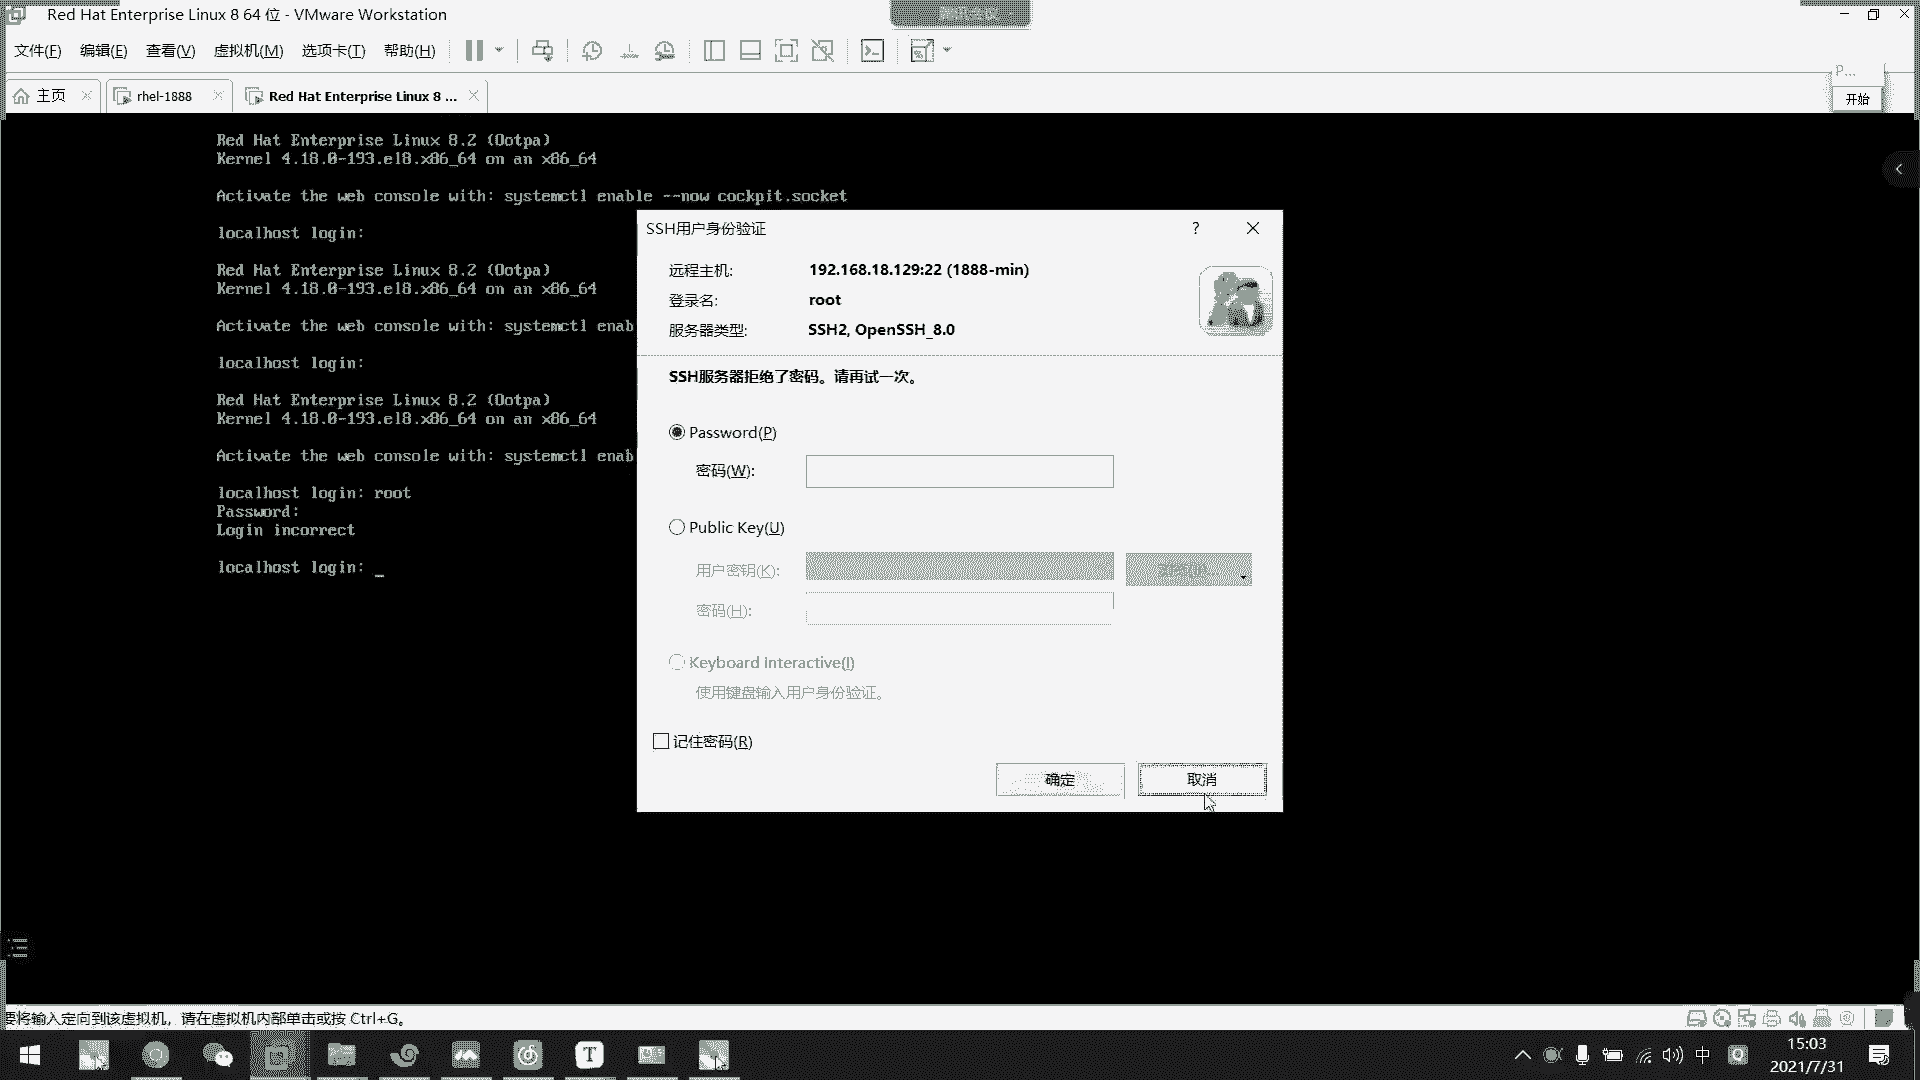 Red Hat Enterprise Linux 8 64 位 - VMware Workstation
文件(F) 编辑(E) 查看(V) 虚拟机(M) 选项卡(T) 帮助(H)
P...
主页 rhel-1888 Red Hat Enterprise Linux 8 ... 开始
Red Hat Enterprise Linux 8.2 (Ootpa)
Kernel 4.18.0-193.el8.x86_64 on an x86_64
Activate the web console with: systemctl enable --now cockpit.socket
localhost login:
Red Hat Enterprise Linux 8.2 (Ootpa)
Kernel 4.18.0-193.el8.x86_64 on an x86_64
Activate the web console with: systemctl enab
localhost login:
Red Hat Enterprise Linux 8.2 (Ootpa)
Kernel 4.18.0-193.el8.x86_64 on an x86_64
Activate the web console with: systemctl enab
localhost login: root
Password:
Login incorrect
localhost login: _
SSH用户身份验证
远程主机: 192.168.18.129:22 (1888-min)
登录名: root
服务器类型: SSH2, OpenSSH_8.0
SSH服务器拒绝了密码。请再试一次。
Password(P)
密码(W):
Public Key(U)
用户密钥(K):
密码(H):
Keyboard Interactive(I)
使用键盘输入用户身份验证。
记住密码(R)
确定 取消
要将输入定向到该虚拟机，请在虚拟机内部单击或按 Ctrl+G。
中
15:03
2021/7/31